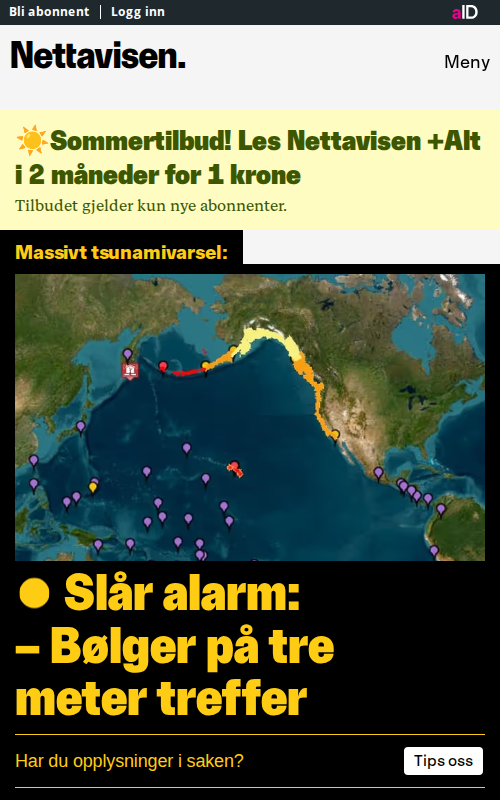 Bli abonnent
Logg inn
aID
Nettavisen.
Meny
Sommertilbud! Les Nettavisen +Alt
i 2 måneder for 1 krone
Tilbudet gjelder kun nye abonnenter.
Massivt tsunamivarsel:
Slår alarm:
– Bølger på tre
meter treffer
Har du opplysninger i saken?
Tips oss